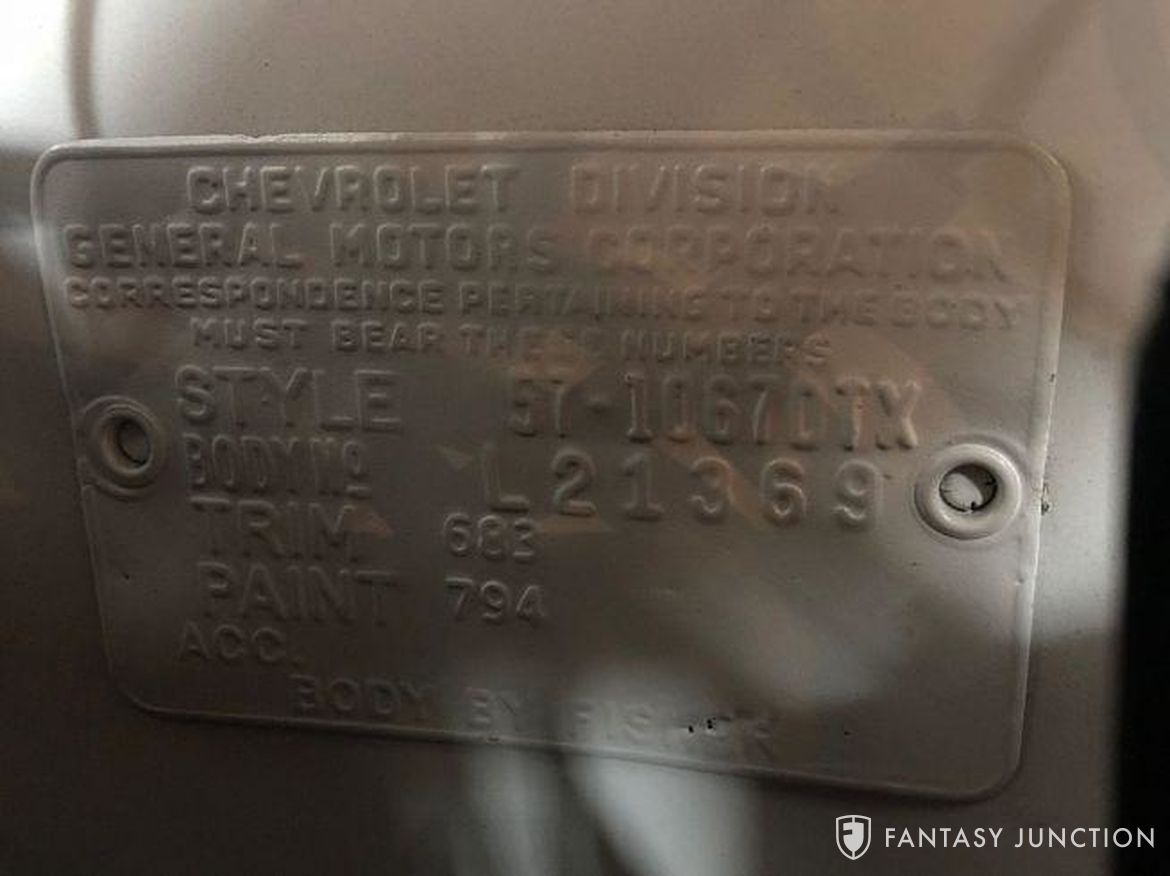 CHEVROLET DIVISION
GENERAL MOTORS CORPORATION
CORRESPONDENCE PERTAINING TO THE BODY
MUST BEAR THESE NUMBERS
STYLE 57-1067DTX
BODY Nº L21369
TRIM 683
PAINT 794
ACC.
BODY BY FISHER
FANTASY JUNCTION